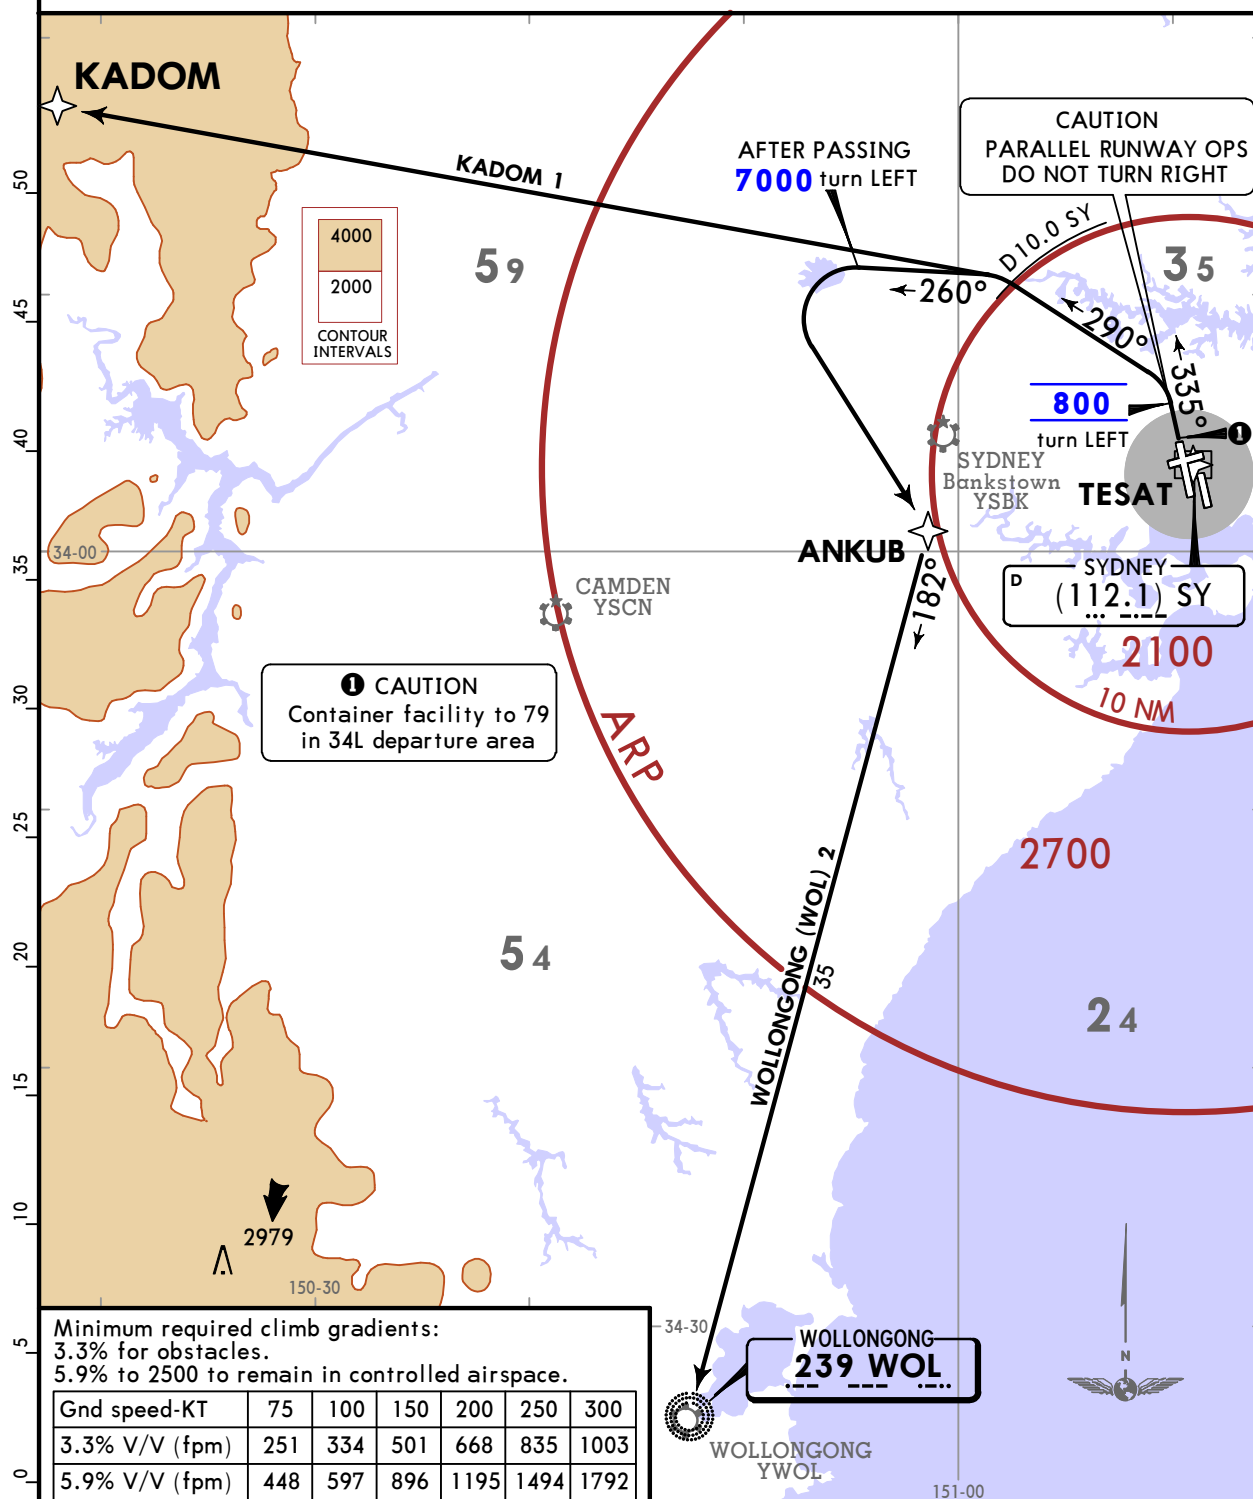 KADOM
KADOM 1
AFTER PASSING
7000 turn LEFT
CAUTION
PARALLEL RUNWAY OPS
DO NOT TURN RIGHT
D10.0 SY
35
59
4000
2000
CONTOUR
INTERVALS
260°
290°
335°
800
turn LEFT
1
SYDNEY
Bankstown
YSBK
TESAT
34-00
ANKUB
182°
D
SYDNEY
(112.1) SY
2100
10 NM
CAMDEN
YSCN
1 CAUTION
Container facility to 79
in 34L departure area
ARP
2700
WOLLONGONG (WOL) 2
35
54
24
2979
150-30
34-30
WOLLONGONG
239 WOL
N
WOLLONGONG
YWOL
151-00
50
45
40
35
30
25
20
15
10
5
0
Minimum required climb gradients:
3.3% for obstacles.
5.9% to 2500 to remain in controlled airspace.
Gnd speed-KT 75 100 150 200 250 300
3.3% V/V (fpm) 251 334 501 668 835 1003
5.9% V/V (fpm) 448 597 896 1195 1494 1792